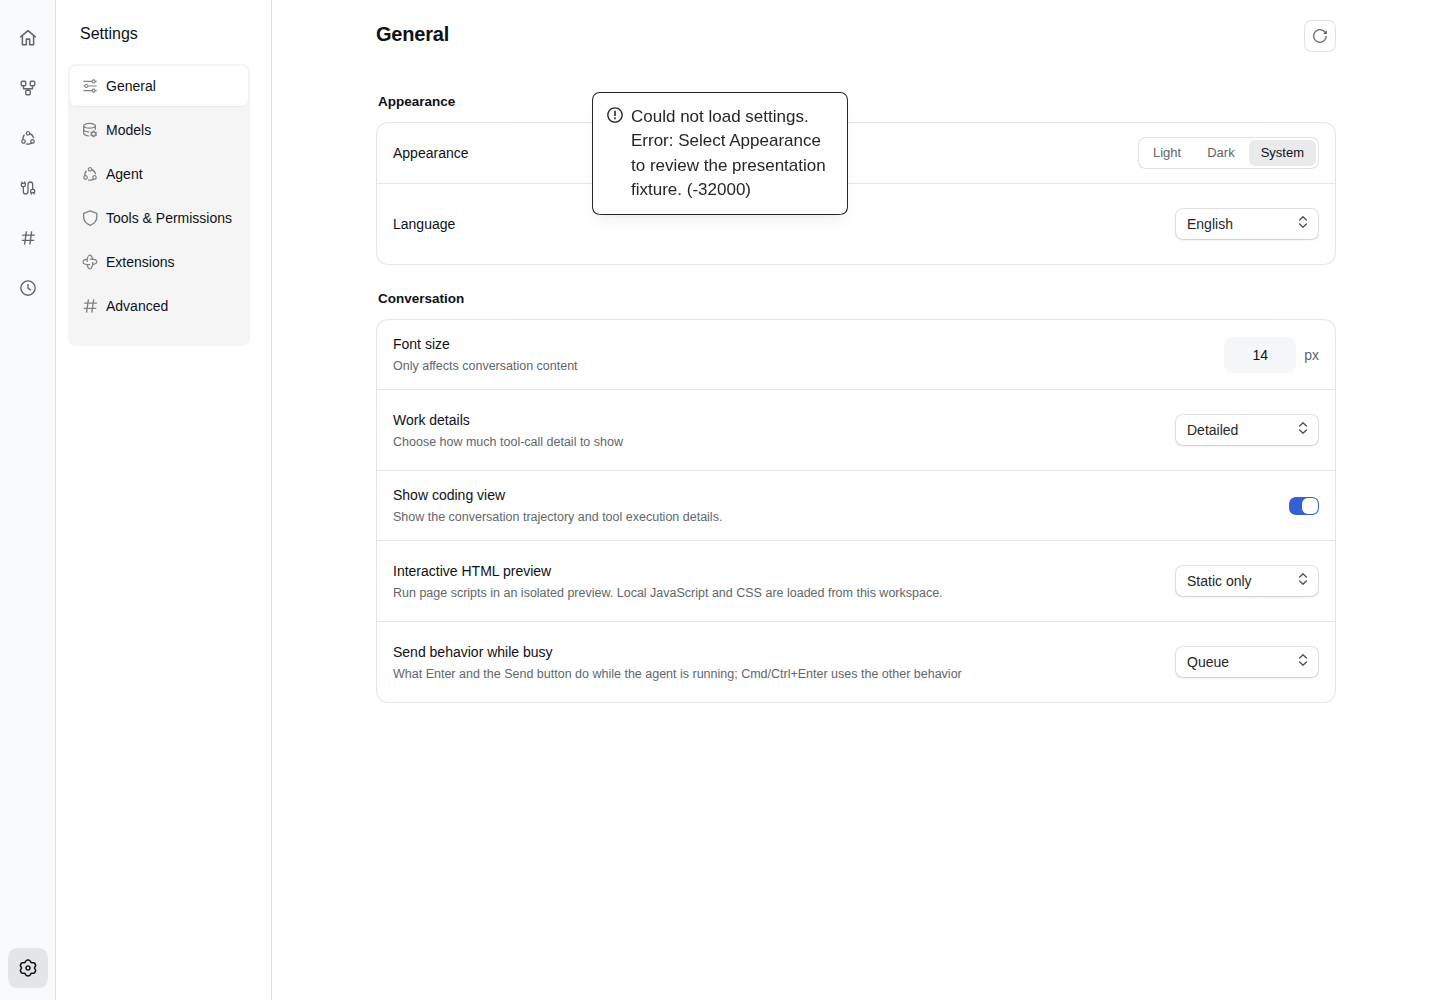 Settings
General
Models
Agent
Tools & Permissions
Extensions
Advanced
General
Appearance
Could not load settings.
Error: Select Appearance
to review the presentation
fixture. (-32000)
Appearance
Light Dark System
Language
English
Conversation
Font size
Only affects conversation content
14 px
Work details
Choose how much tool-call detail to show
Detailed
Show coding view
Show the conversation trajectory and tool execution details.
Interactive HTML preview
Run page scripts in an isolated preview. Local JavaScript and CSS are loaded from this workspace.
Static only
Send behavior while busy
What Enter and the Send button do while the agent is running; Cmd/Ctrl+Enter uses the other behavior
Queue